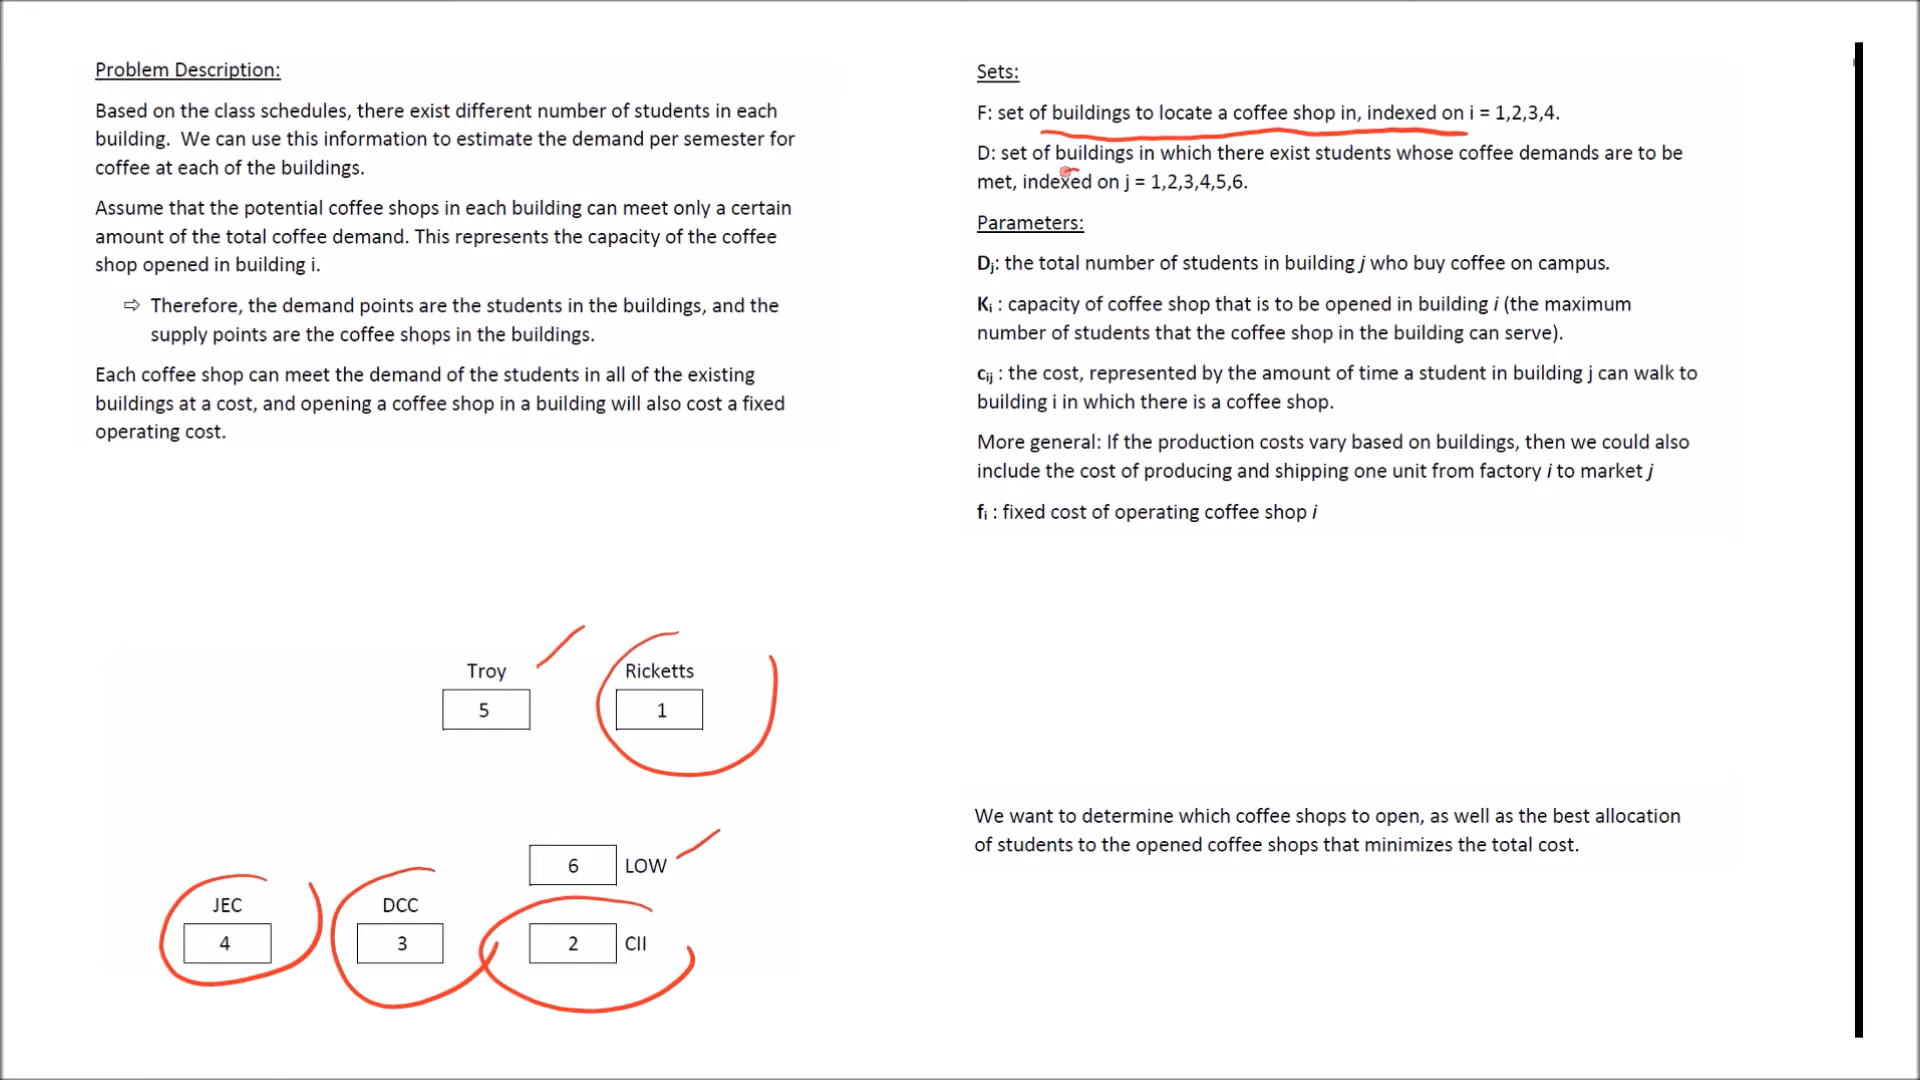 Problem Description:
Based on the class schedules, there exist different number of students in each
building.  We can use this information to estimate the demand per semester for
coffee at each of the buildings.
Assume that the potential coffee shops in each building can meet only a certain
amount of the total coffee demand. This represents the capacity of the coffee
shop opened in building i.
⇨ Therefore, the demand points are the students in the buildings, and the
supply points are the coffee shops in the buildings.
Each coffee shop can meet the demand of the students in all of the existing
buildings at a cost, and opening a coffee shop in a building will also cost a fixed
operating cost.
Troy
5
Ricketts
1
6
LOW
JEC
4
DCC
3
2
CII
Sets:
F: set of buildings to locate a coffee shop in, indexed on i = 1,2,3,4.
D: set of buildings in which there exist students whose coffee demands are to be
met, indexed on j = 1,2,3,4,5,6.
Parameters:
Dj: the total number of students in building j who buy coffee on campus.
Ki : capacity of coffee shop that is to be opened in building i (the maximum
number of students that the coffee shop in the building can serve).
cij : the cost, represented by the amount of time a student in building j can walk to
building i in which there is a coffee shop.
More general: If the production costs vary based on buildings, then we could also
include the cost of producing and shipping one unit from factory i to market j
fi : fixed cost of operating coffee shop i
We want to determine which coffee shops to open, as well as the best allocation
of students to the opened coffee shops that minimizes the total cost.